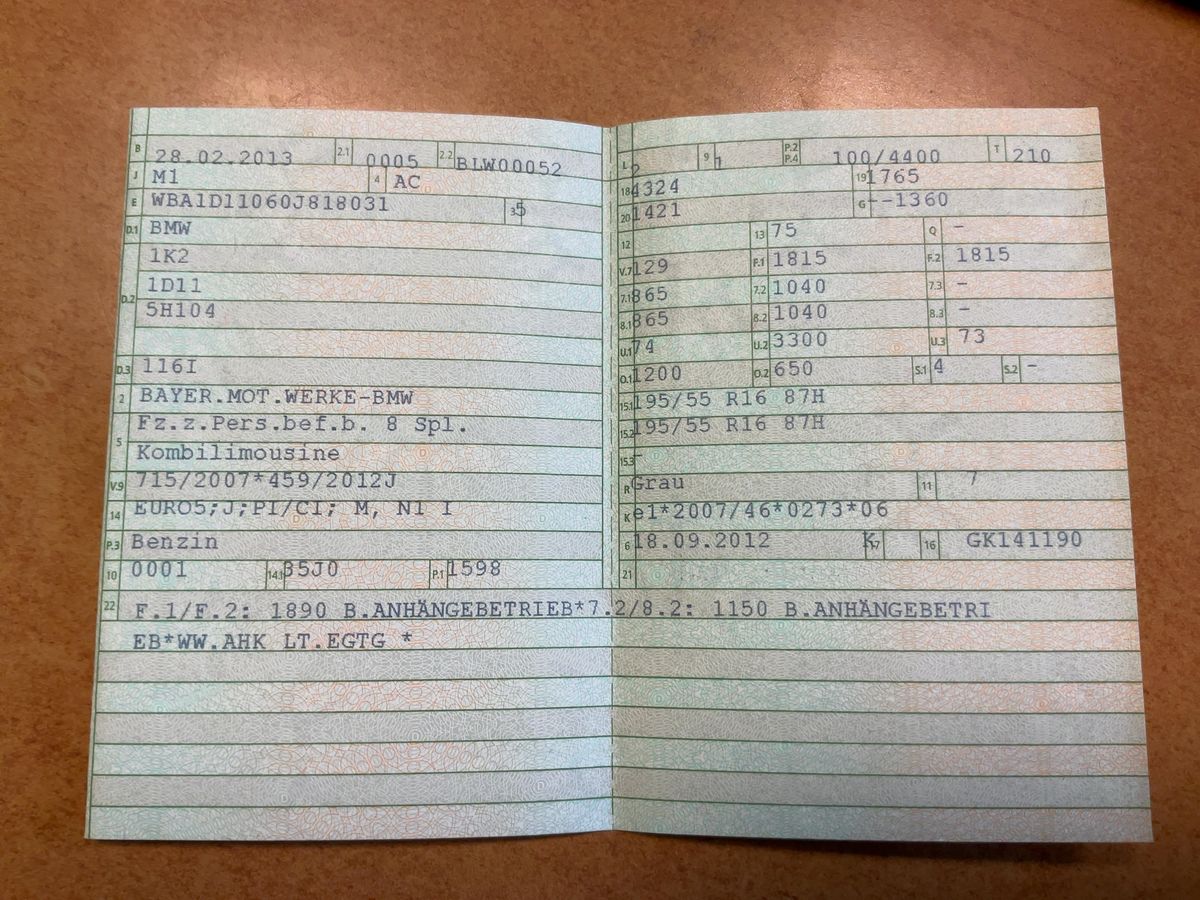 B 28.02.2013 2.1 0005 2.2 BLW00052
J M1 4 AC
E WBA1D11060J818031 3 5
D.1 BMW
1K2
D.2 1D11
5H104
D.3 116I
2 BAYER.MOT.WERKE-BMW
5 Fz.z.Pers.bef.b. 8 Spl.
Kombilimousine
V.9 715/2007*459/2012J
14 EURO5;J;PI/CI; M, N1 I
P.3 Benzin
10 0001 14.1 35J0 P.1 1598
L 2 9 1 P.2 P.4 100/4400 T 210
18 4324 19 1765
20 1421 G --1360
12 13 75 Q -
V.7 129 F.1 1815 F.2 1815
7.1 865 7.2 1040 7.3 -
8.1 865 8.2 1040 8.3 -
U.1 74 U.2 3300 U.3 73
O.1 1200 O.2 650 S.1 4 S.2 -
15.1 195/55 R16 87H
15.2 195/55 R16 87H
15.3 -
R Grau 11 7
K e1*2007/46*0273*06
6 18.09.2012 17 K 16 GK141190
21
22 F.1/F.2: 1890 B.ANHÄNGEBETRIEB*7.2/8.2: 1150 B.ANHÄNGEBETRI
EB*WW.AHK LT.EGTG *